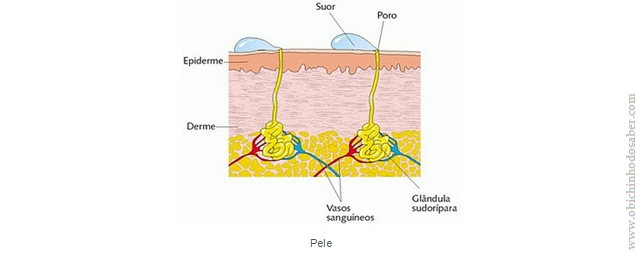 Suor
Poro
Epiderme
Derme
Vasos
sanguíneos
Glândula
sudorípara
Pele
www.obichinhodosaber.com